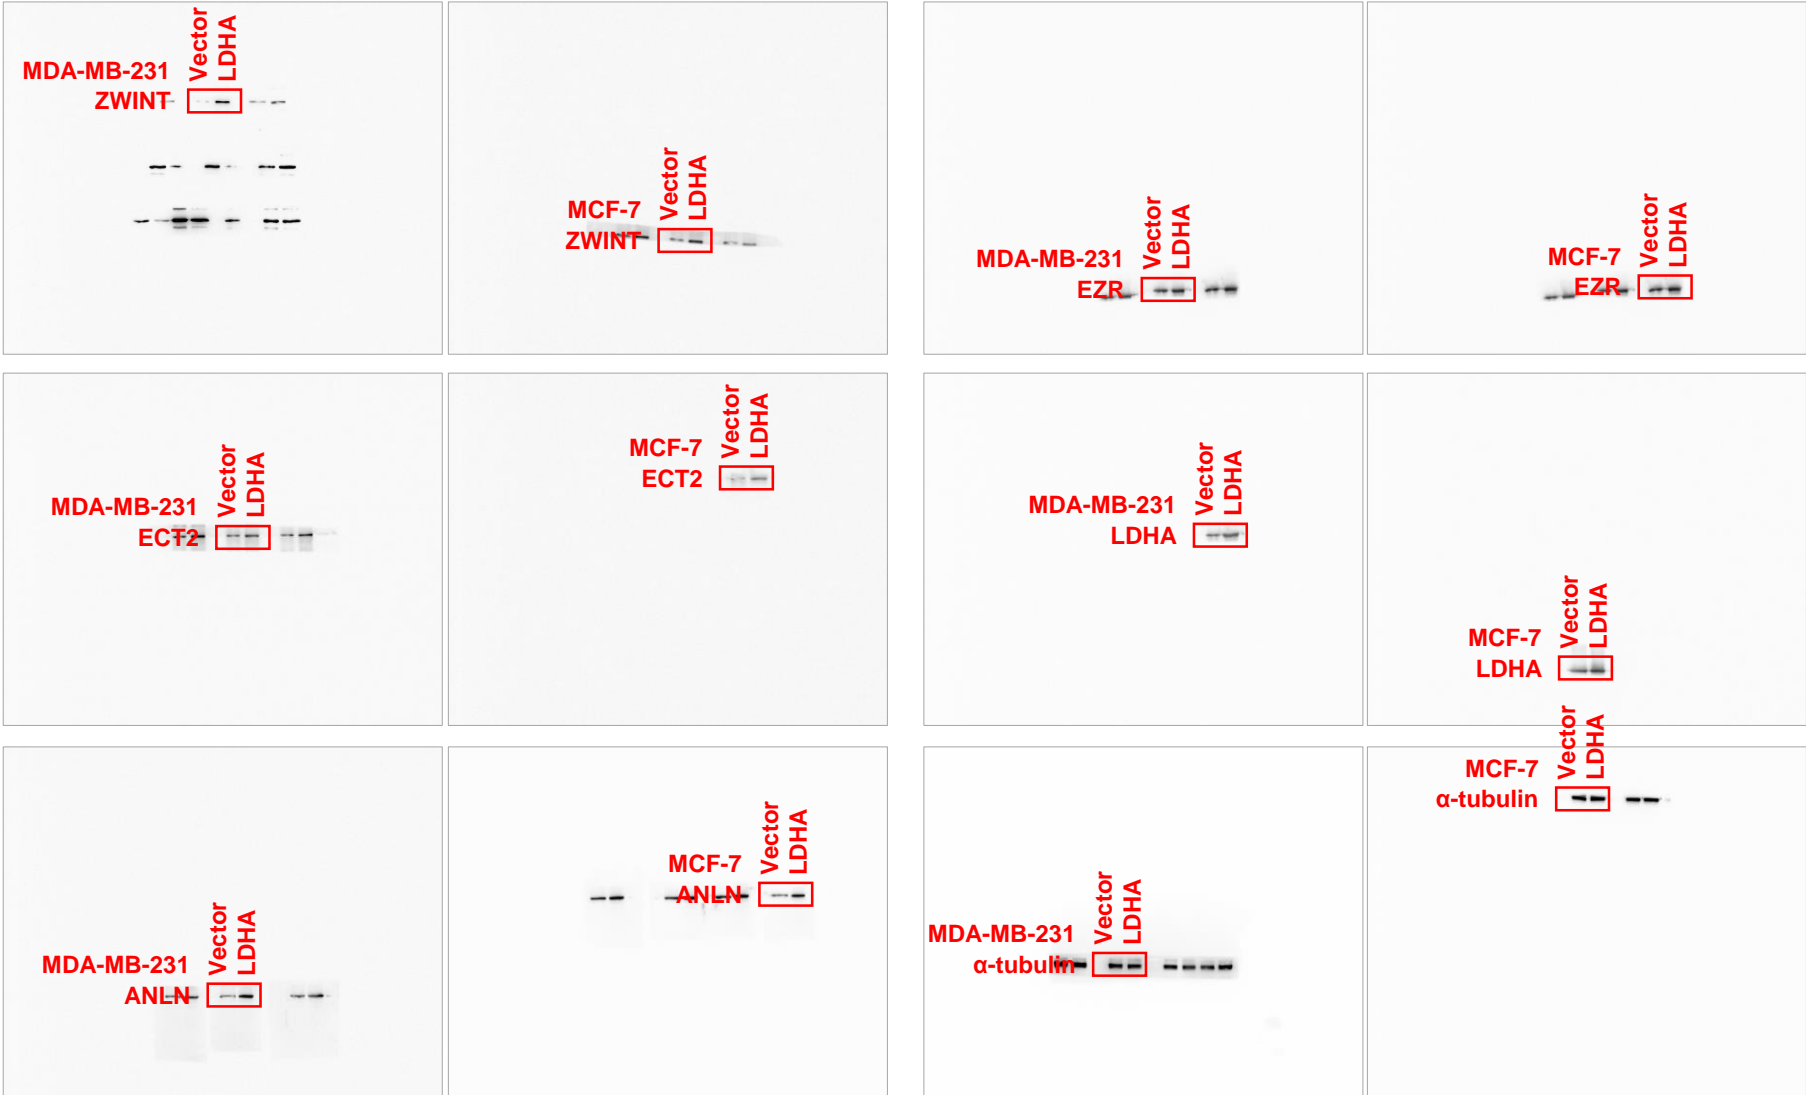 MDA-MB-231
Vector
LDHA
ZWINT
MCF-7
Vector
LDHA
ZWINT
MDA-MB-231
Vector
LDHA
EZR
MCF-7
Vector
LDHA
EZR
MDA-MB-231
Vector
LDHA
ECT2
MCF-7
Vector
LDHA
ECT2
MDA-MB-231
Vector
LDHA
LDHA
MCF-7
Vector
LDHA
LDHA
MDA-MB-231
Vector
LDHA
ANLN
MCF-7
Vector
LDHA
ANLN
MDA-MB-231
Vector
LDHA
α-tubulin
MCF-7
Vector
LDHA
α-tubulin